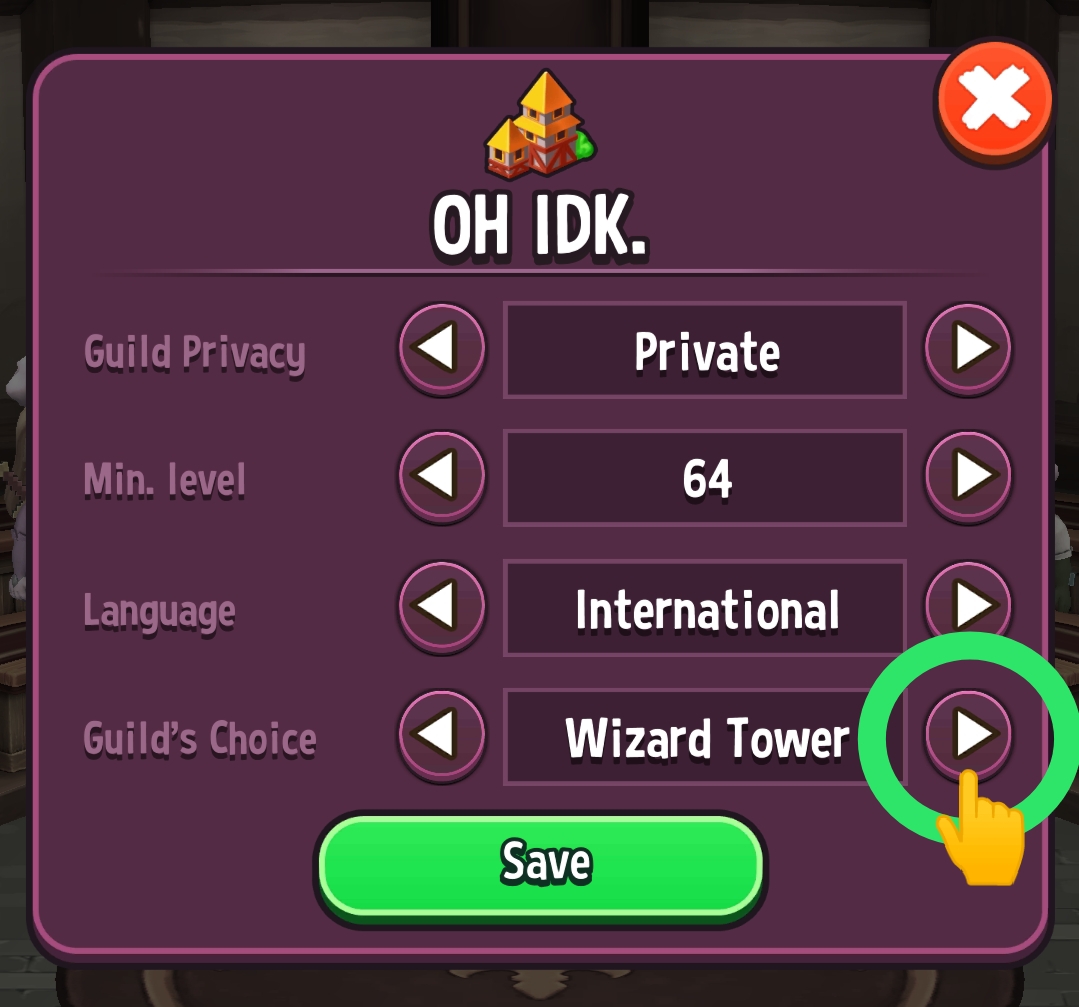 OH IDK.
Guild Privacy Private
Min. level 64
Language International
Guild's Choice Wizard Tower
Save